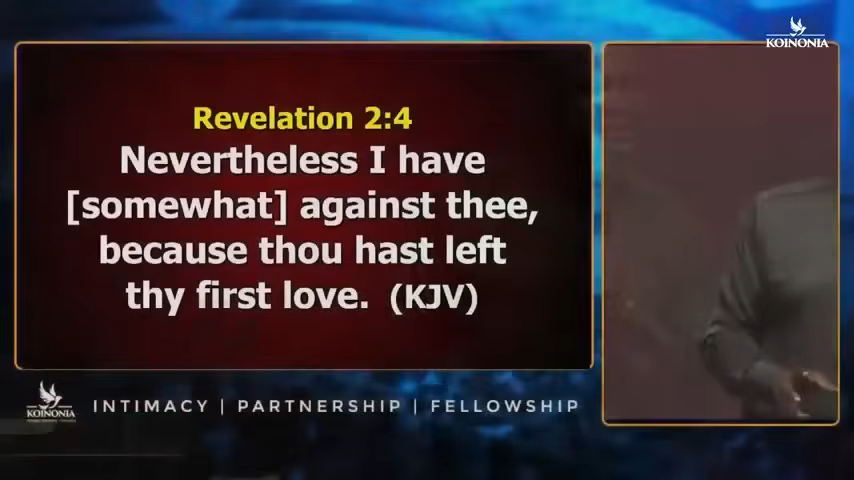 KOINONIA
Revelation 2:4
Nevertheless I have
[somewhat] against thee,
because thou hast left
thy first love. (KJV)
KOINONIA
INTIMACY | PARTNERSHIP | FELLOWSHIP